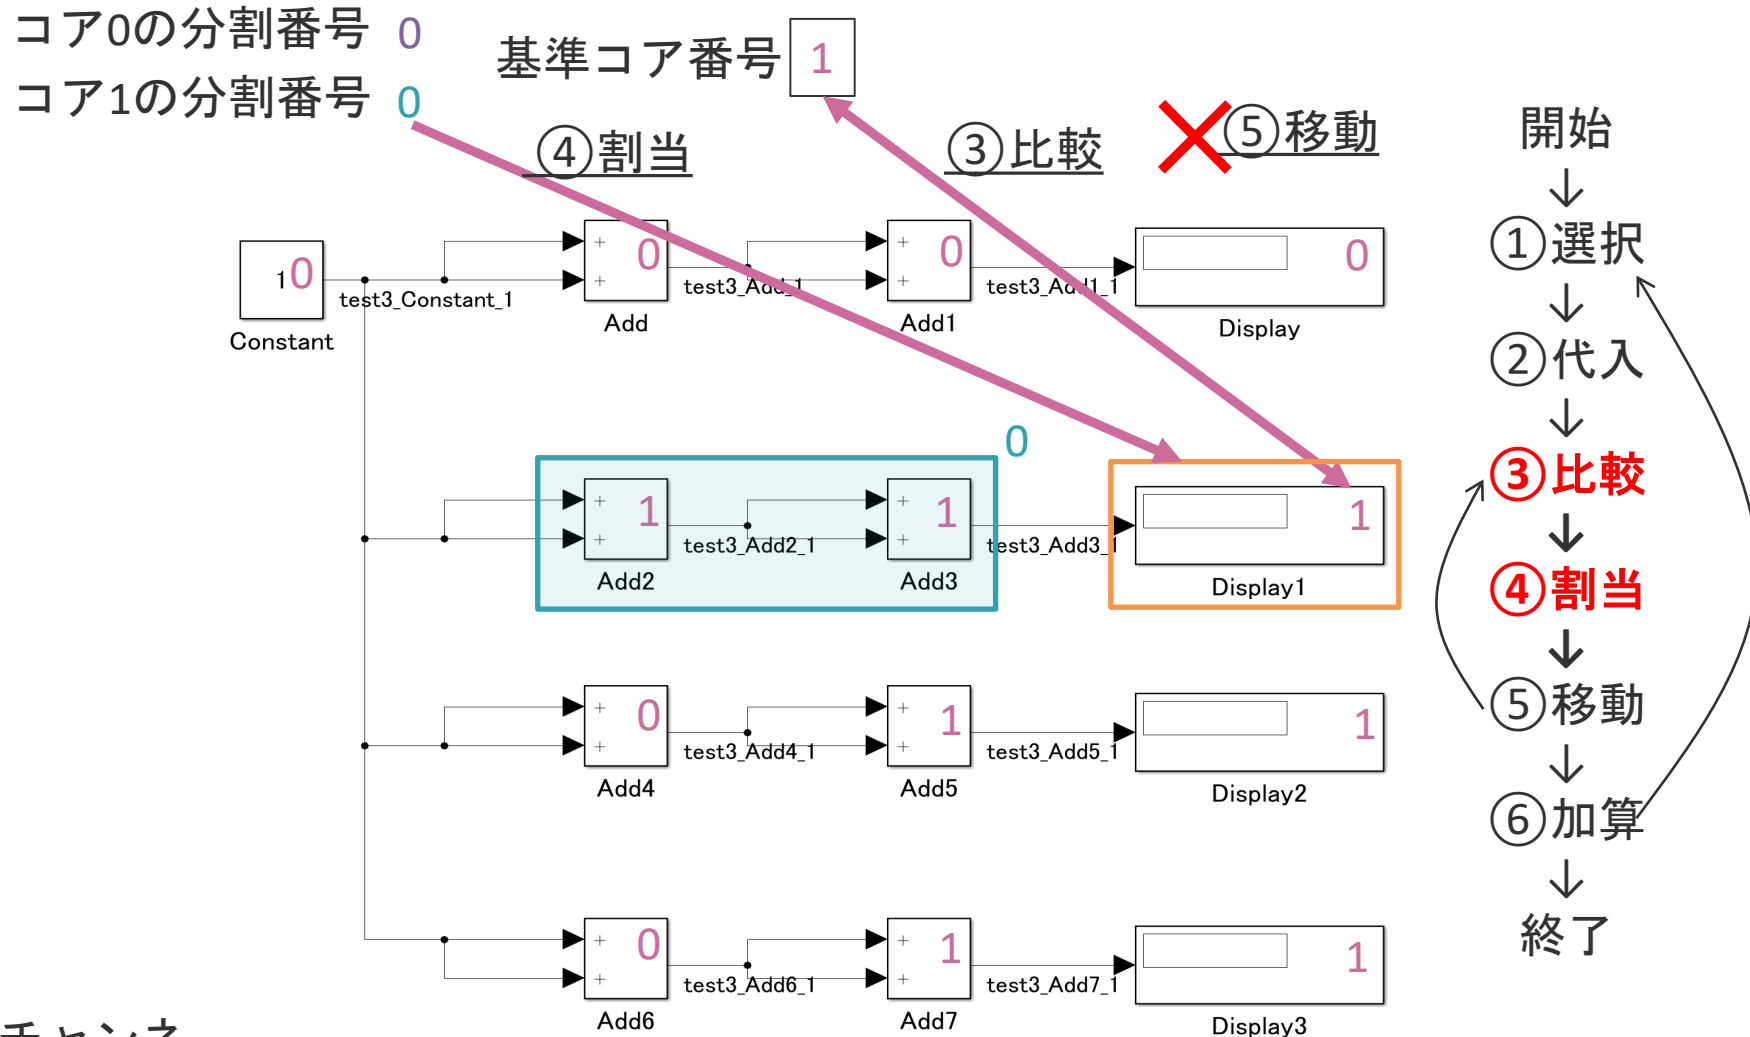 コア0の分割番号 0
コア1の分割番号 0
基準コア番号 1
④割当
③比較
⑤移動
1 0
Constant
test3_Constant_1
+
+
0
Add
test3_Add_1
+
+
0
Add1
test3_Add1_1
0
Display
0
+
+
1
Add2
test3_Add2_1
+
+
1
Add3
test3_Add3_1
1
Display1
+
+
0
Add4
test3_Add4_1
+
+
1
Add5
test3_Add5_1
1
Display2
+
+
0
Add6
test3_Add6_1
+
+
1
Add7
test3_Add7_1
1
Display3
開始
↓
①選択
↓
②代入
↓
③比較
↓
④割当
↓
⑤移動
↓
⑥加算
↓
終了